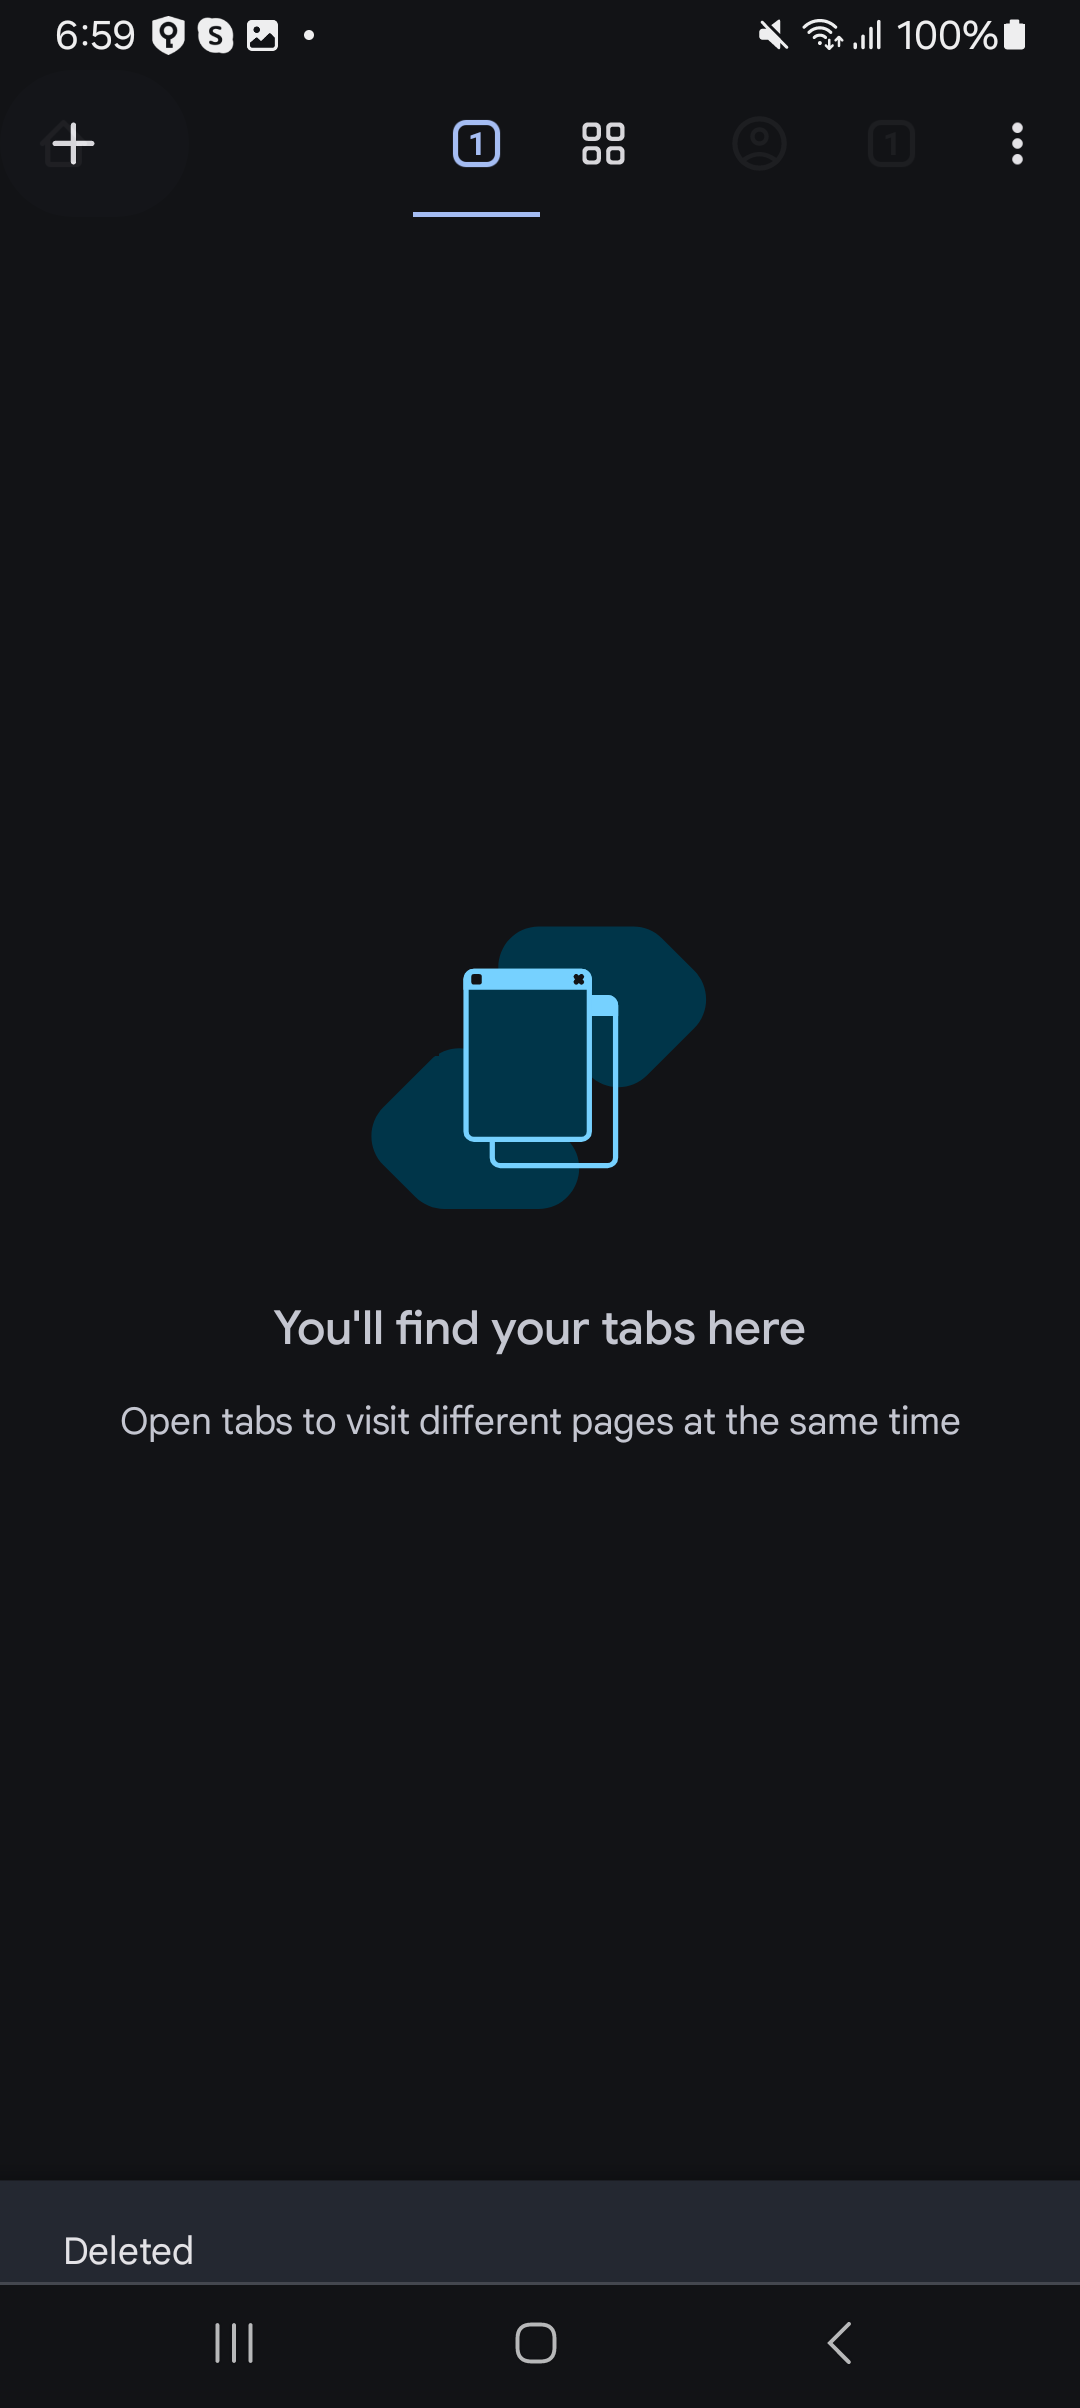 6:59 S 100%
1 1
You'll find your tabs here
Open tabs to visit different pages at the same time
Deleted